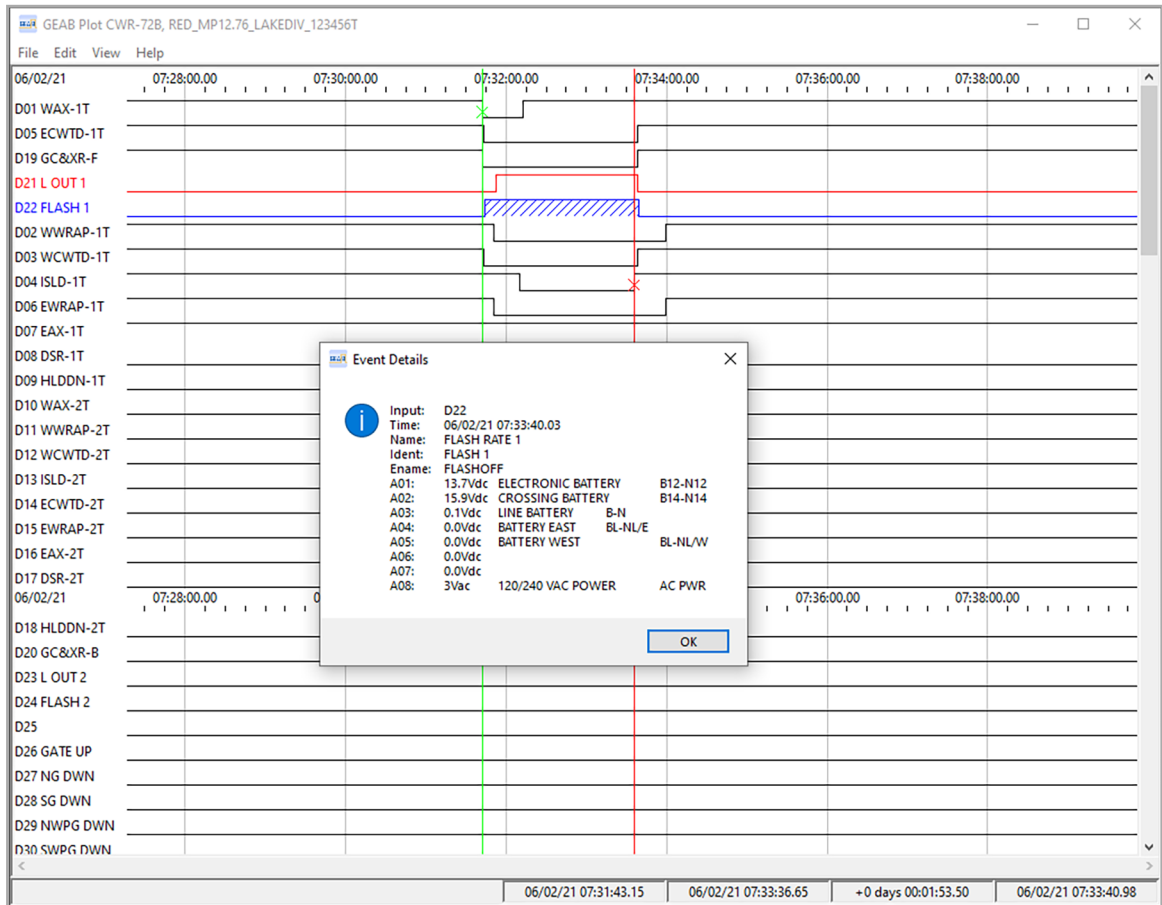 GEAB Plot CWR-72B, RED_MP12.76_LAKEDIV_123456T
File Edit View Help
06/02/21 07:28:00.00 07:30:00.00 07:32:00.00 07:34:00.00 07:36:00.00 07:38:00.00
D01 WAX-1T
D05 ECWTD-1T
D19 GC&XR-F
D21 L OUT 1
D22 FLASH 1
D02 WWRAP-1T
D03 WCWTD-1T
D04 ISLD-1T
D06 EWRAP-1T
D07 EAX-1T
D08 DSR-1T
D09 HLDDN-1T
D10 WAX-2T
D11 WWRAP-2T
D12 WCWTD-2T
D13 ISLD-2T
D14 ECWTD-2T
D15 EWRAP-2T
D16 EAX-2T
D17 DSR-2T
06/02/21 07:28:00.00 0 07:36:00.00 07:38:00.00
D18 HLDDN-2T
D20 GC&XR-B
D23 L OUT 2
D24 FLASH 2
D25
D26 GATE UP
D27 NG DWN
D28 SG DWN
D29 NWPG DWN
D30 SWPG DWN
Event Details
Input: D22
Time: 06/02/21 07:33:40.03
Name: FLASH RATE 1
Ident: FLASH 1
Ename: FLASHOFF
A01: 13.7Vdc ELECTRONIC BATTERY B12-N12
A02: 15.9Vdc CROSSING BATTERY B14-N14
A03: 0.1Vdc LINE BATTERY B-N
A04: 0.0Vdc BATTERY EAST BL-NL/E
A05: 0.0Vdc BATTERY WEST BL-NL/W
A06: 0.0Vdc
A07: 0.0Vdc
A08: 3Vac 120/240 VAC POWER AC PWR
OK
06/02/21 07:31:43.15 06/02/21 07:33:36.65 +0 days 00:01:53.50 06/02/21 07:33:40.98